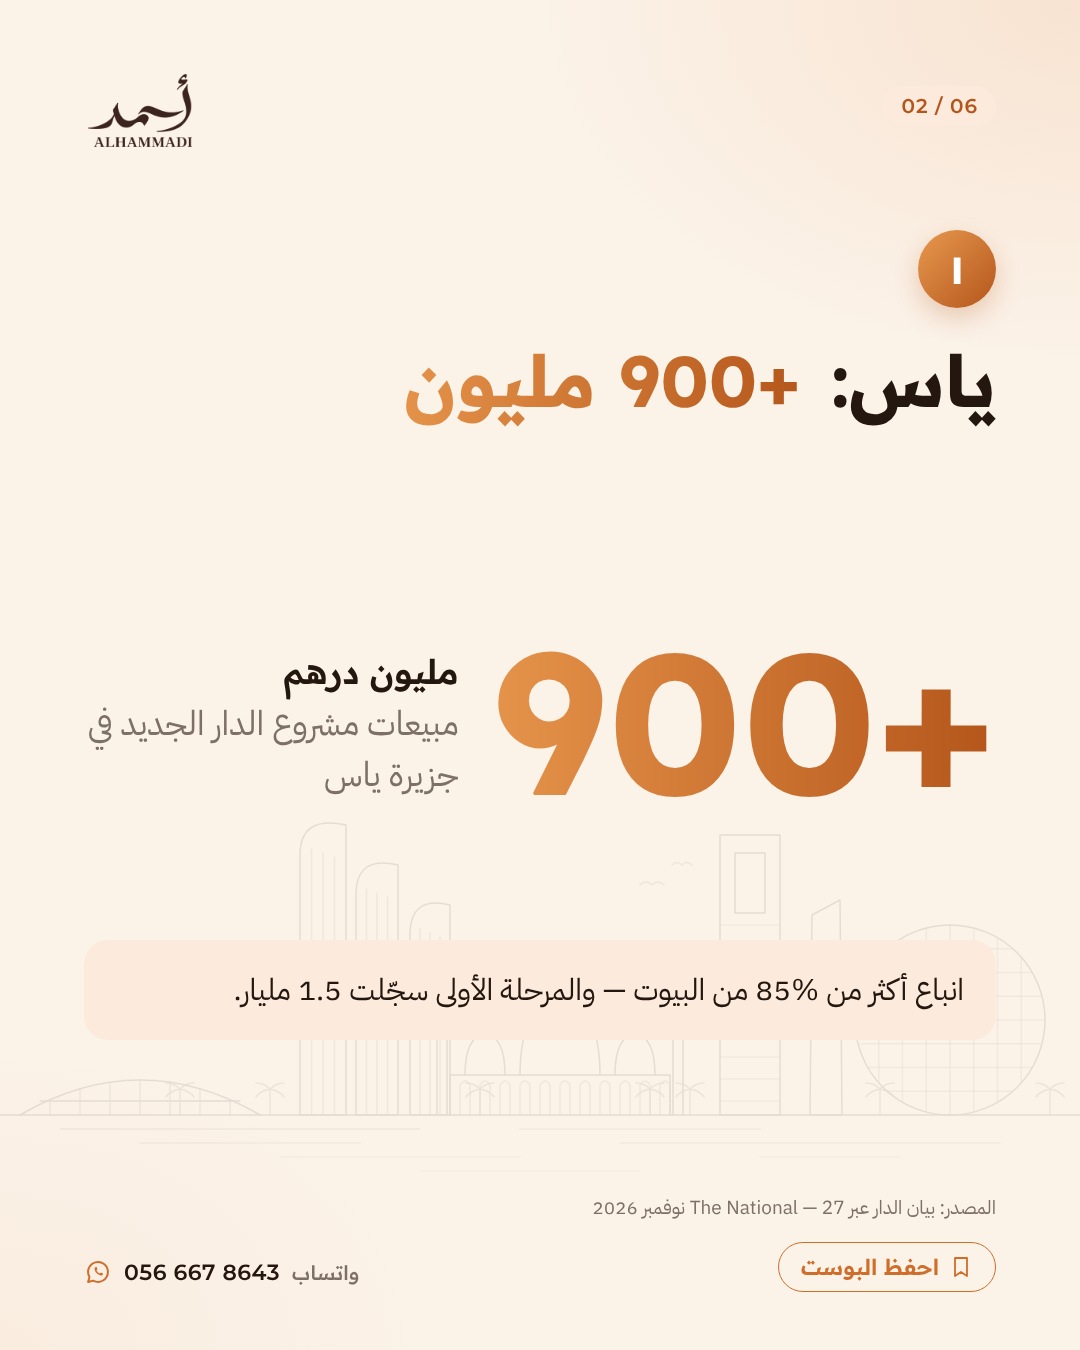 أحمد
ALHAMMADI
02 / 06
١
ياس: +900 مليون
+900
مليون درهم
مبيعات مشروع الدار الجديد في
جزيرة ياس
انباع أكثر من 85% من البيوت — والمرحلة الأولى سجّلت 1.5 مليار.
المصدر: بيان الدار عبر The National — 27 نوفمبر 2026
احفظ البوست
واتساب 056 667 8643